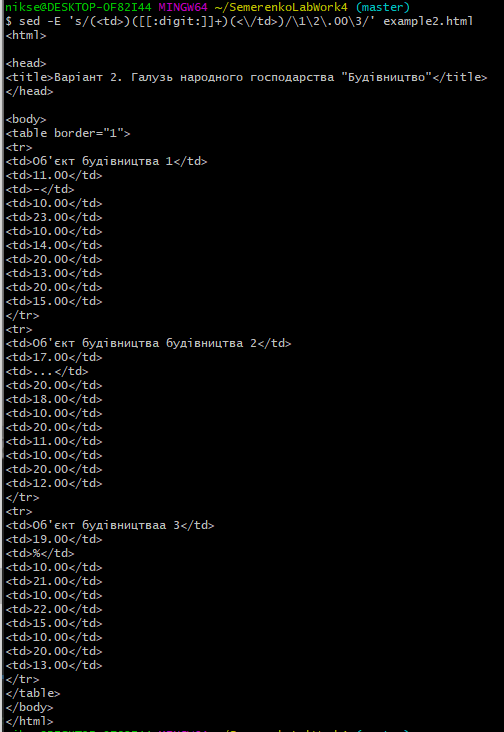 nikse@DESKTOP-OF82I44 MINGW64 ~/SemerenkoLabWork4 (master)
$ sed -E 's/(<td>)([[:digit:]]+)(<\/td>)/\1\2\.00\3/' example2.html
<html>
<head>
<title>Варіант 2. Галузь народного господарства "Будівництво"</title>
</head>
<body>
<table border="1">
<tr>
<td>Об'єкт будівництва 1</td>
<td>11.00</td>
<td>-</td>
<td>10.00</td>
<td>23.00</td>
<td>10.00</td>
<td>14.00</td>
<td>20.00</td>
<td>13.00</td>
<td>20.00</td>
<td>15.00</td>
</tr>
<tr>
<td>Об'єкт будівництва будівництва 2</td>
<td>17.00</td>
<td>...</td>
<td>20.00</td>
<td>18.00</td>
<td>10.00</td>
<td>20.00</td>
<td>11.00</td>
<td>10.00</td>
<td>20.00</td>
<td>12.00</td>
</tr>
<tr>
<td>Об'єкт будівництваа 3</td>
<td>19.00</td>
<td>%</td>
<td>10.00</td>
<td>21.00</td>
<td>10.00</td>
<td>22.00</td>
<td>15.00</td>
<td>10.00</td>
<td>20.00</td>
<td>13.00</td>
</tr>
</table>
</body>
</html>